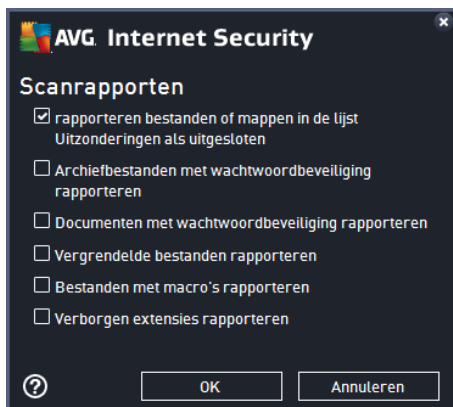 AVG Internet Security
Scanrapporten
rapporteren bestanden of mappen in de lijst
Uitzonderingen als uitgesloten
Archiefbestanden met wachtwoordbeveiliging
rapporteren
Documenten met wachtwoordbeveiliging rapporteren
Vergrendelde bestanden rapporteren
Bestanden met macro's rapporteren
Verborgen extensies rapporteren
?
OK
Annuleren